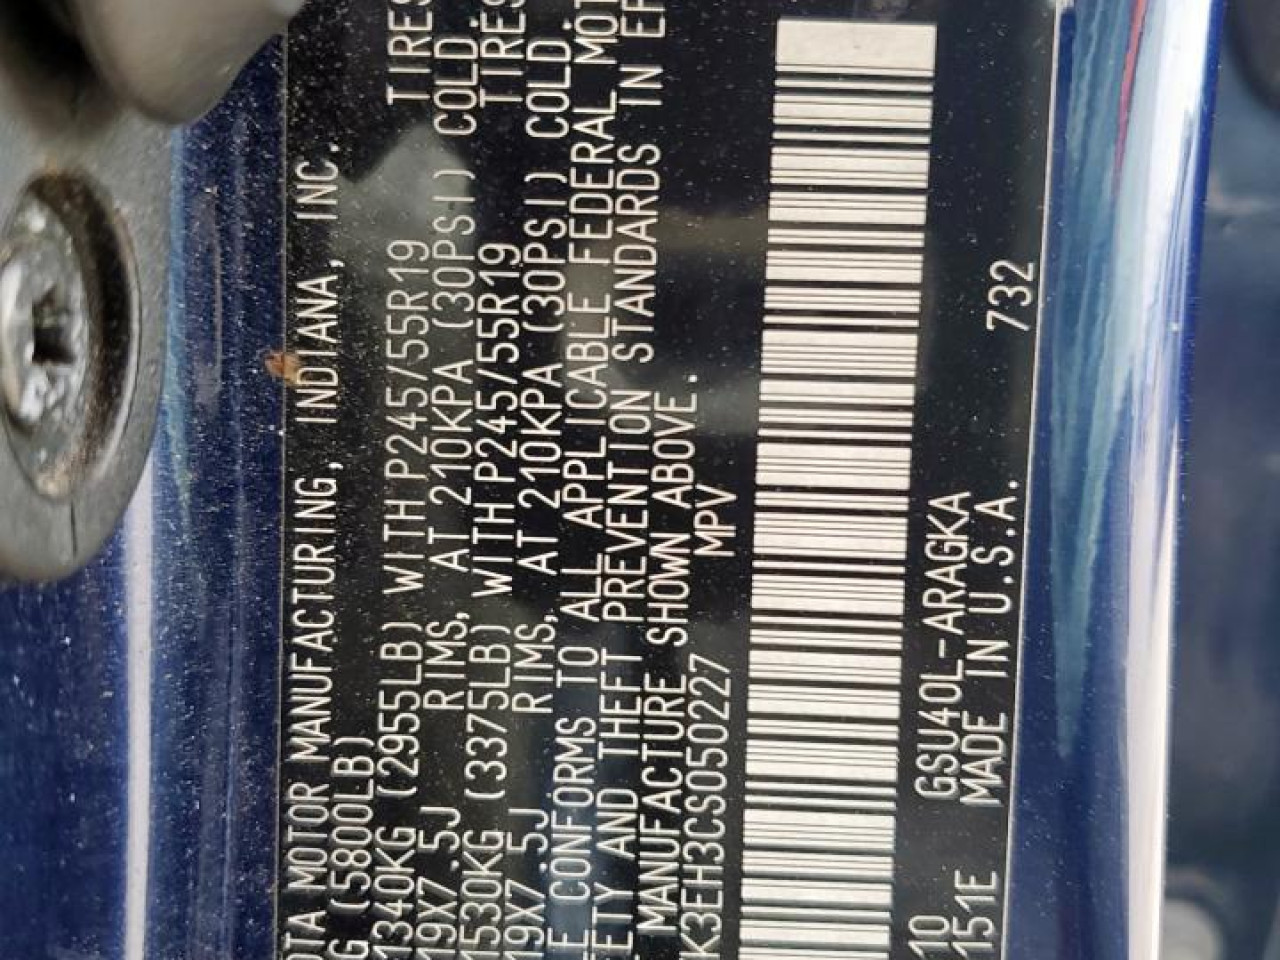 OTA MOTOR MANUFACTURING, INDIANA, INC.
G (5800LB)
1340KG (2955LB) WITH P245/55R19 TIRES
19X7.5J RIMS, AT 210KPA (30PSI) COLD
1530KG (3375LB) WITH P245/55R19 TIRES
19X7.5J RIMS, AT 210KPA (30PSI) COLD
E CONFORMS TO ALL APPLICABLE FEDERAL MOT
ETY AND THEFT PREVENTION STANDARDS IN EF
MANUFACTURE SHOWN ABOVE.
K3EH3CS050227 MPV
10 GSU40L-ARAGKA 732
151E MADE IN U.S.A.